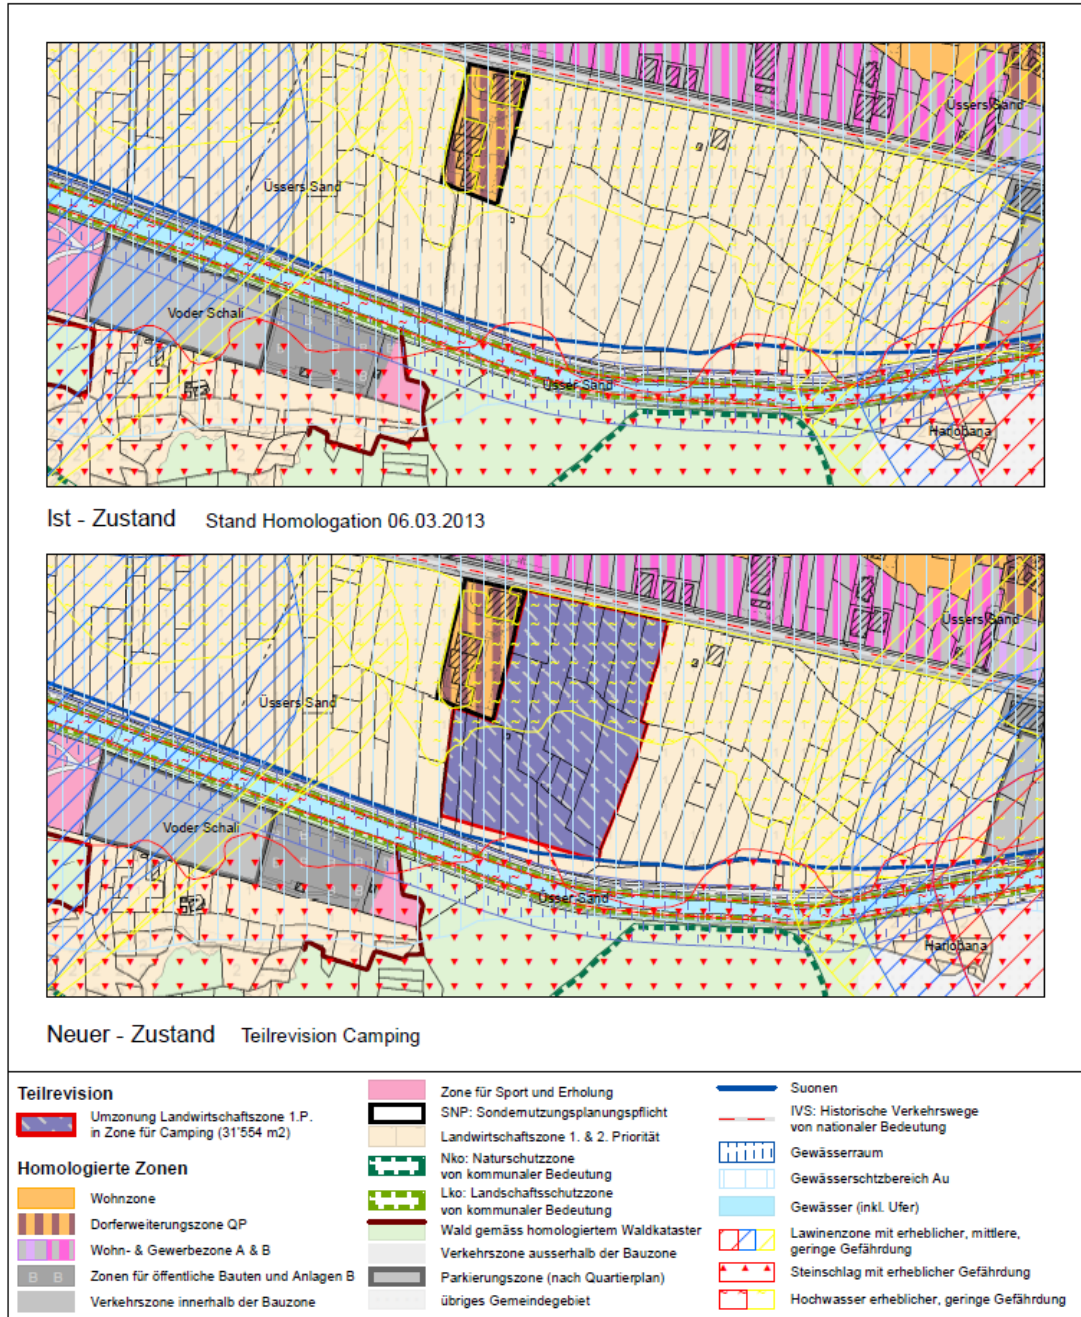 Üssers Sand
Üssers Sand
Voder Schali
Üsser Sand
Ist - Zustand Stand Homologation 06.03.2013
Üssers Sand
Üssers Sand
Voder Schali
Üsser Sand
Neuer - Zustand Teilrevision Camping
Teilrevision
Umzonung Landwirtschaftszone 1.P.
in Zone für Camping (31'554 m2)
Homologierte Zonen
Wohnzone
Dorferweiterungszone QP
Wohn- & Gewerbezone A & B
B B
Zonen für öffentliche Bauten und Anlagen B
Verkehrszone innerhalb der Bauzone
Zone für Sport und Erholung
SNP: Sondernutzungsplanungspflicht
Landwirtschaftszone 1. & 2. Priorität
Nko: Naturschutzzone
von kommunaler Bedeutung
Lko: Landschaftsschutzzone
von kommunaler Bedeutung
Wald gemäss homologiertem Waldkataster
Verkehrszone ausserhalb der Bauzone
Parkierungszone (nach Quartierplan)
übriges Gemeindegebiet
Suonen
IVS: Historische Verkehrswege
von nationaler Bedeutung
Gewässerraum
Gewässerschtzbereich Au
Gewässer (inkl. Ufer)
Lawinenzone mit erheblicher, mittlere,
geringe Gefährdung
Steinschlag mit erheblicher Gefährdung
Hochwasser erheblicher, geringe Gefährdung